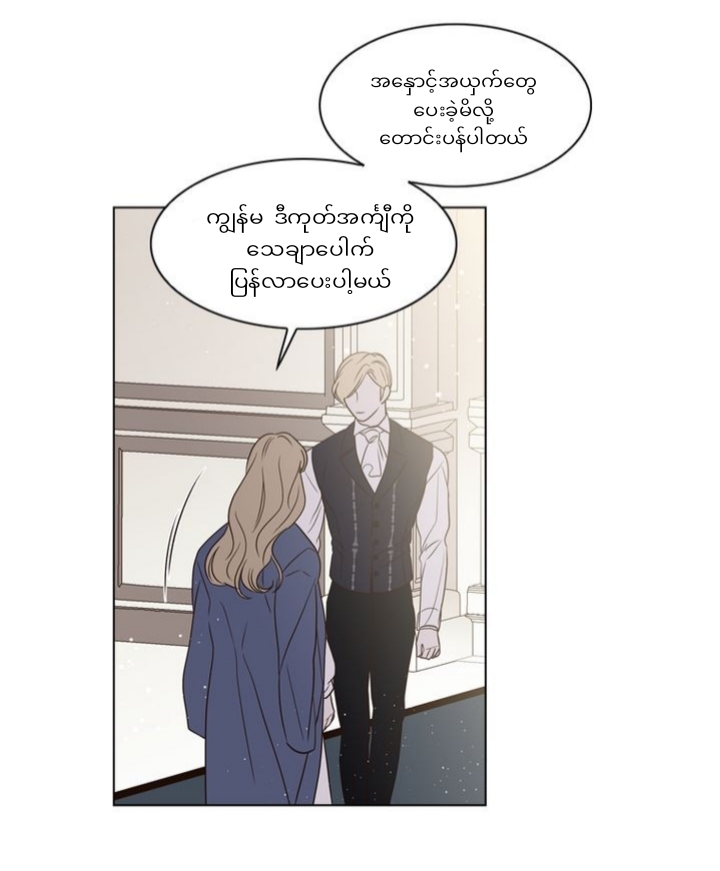 အနှောင့်အယှက်တွေ
ပေးခဲ့မိလို့
တောင်းပန်ပါတယ်
ကျွန်မ ဒီကုတ်အင်္ကျီကို
သေချာပေါက်
ပြန်လာပေးပါ့မယ်